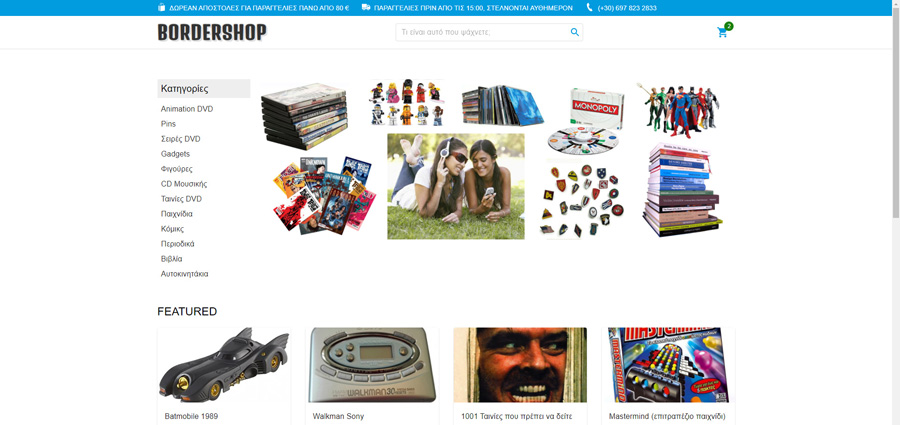 ΔΩΡΕΑΝ ΑΠΟΣΤΟΛΕΣ ΓΙΑ ΠΑΡΑΓΓΕΛΙΕΣ ΠΑΝΩ ΑΠΟ 80 € ΠΑΡΑΓΓΕΛΙΕΣ ΠΡΙΝ ΑΠΟ ΤΙΣ 15:00, ΣΤΕΛΝΟΝΤΑΙ ΑΥΘΗΜΕΡΟΝ (+30) 697 823 2833
BORDERSHOP
Τι είναι αυτό που ψάχνετε;
2
Κατηγορίες
Animation DVD
Pins
Σειρές DVD
Gadgets
Φιγούρες
CD Μουσικής
Ταινίες DVD
Παιχνίδια
Κόμικς
Περιοδικά
Βιβλία
Αυτοκινητάκια
MONOPOLY
FEATURED
WALKMAN
MASTERMIND
Batmobile 1989
Walkman Sony
1001 Ταινίες που πρέπει να δείτε
Mastermind (επιτραπέζιο παιχνίδι)